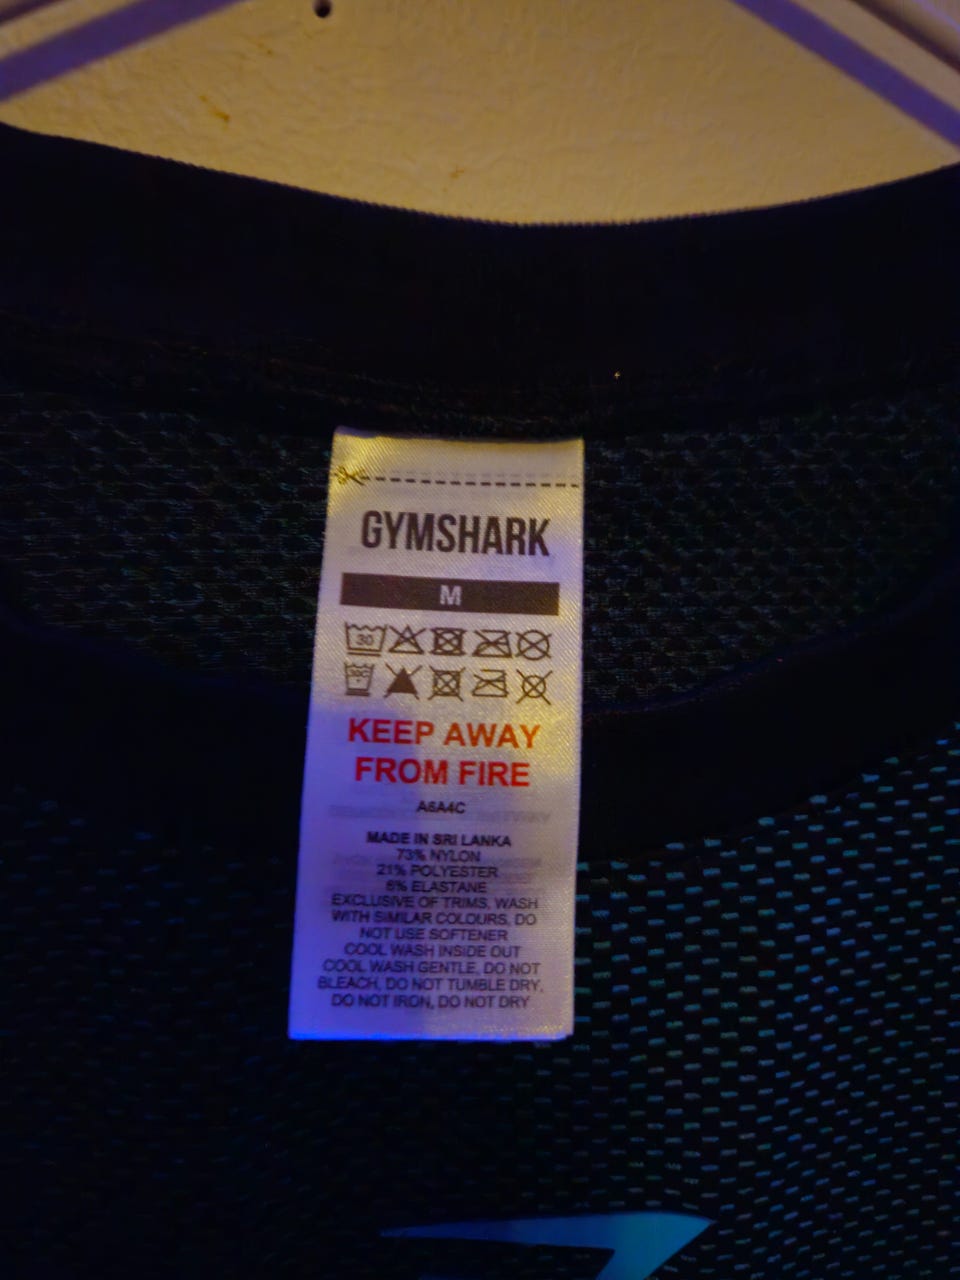 GYMSHARK
M
30
30
KEEP AWAY
FROM FIRE
A6A4C
MADE IN SRI LANKA
73% NYLON
21% POLYESTER
6% ELASTANE
EXCLUSIVE OF TRIMS, WASH
WITH SIMILAR COLOURS, DO
NOT USE SOFTENER
COOL WASH INSIDE OUT
COOL WASH GENTLE, DO NOT
BLEACH, DO NOT TUMBLE DRY,
DO NOT IRON, DO NOT DRY